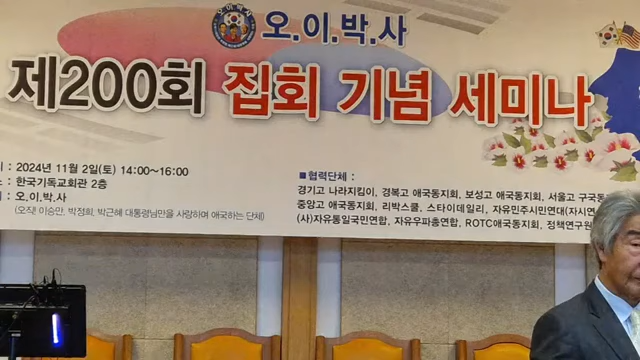 오.이.박.사
제200회 집회 기념 세미나
시 : 2024년 11월 2일(토) 14:00~16:00
소 : 한국기독교회관 2층
최 : 오.이.박.사
(오직! 이승만, 박정희, 박근혜 대통령님만을 사랑하며 애국하는 단체)
■협력단체 :
경기고 나라지킴이, 경복고 애국동지회, 보성고 애국동지회, 서울고 구국동
중앙고 애국동지회, 리박스쿨, 스타이데일리, 자유민주시민연대(자시연
(사)자유통일국민연합, 자유우파총연합, ROTC애국동지회, 정책연구원